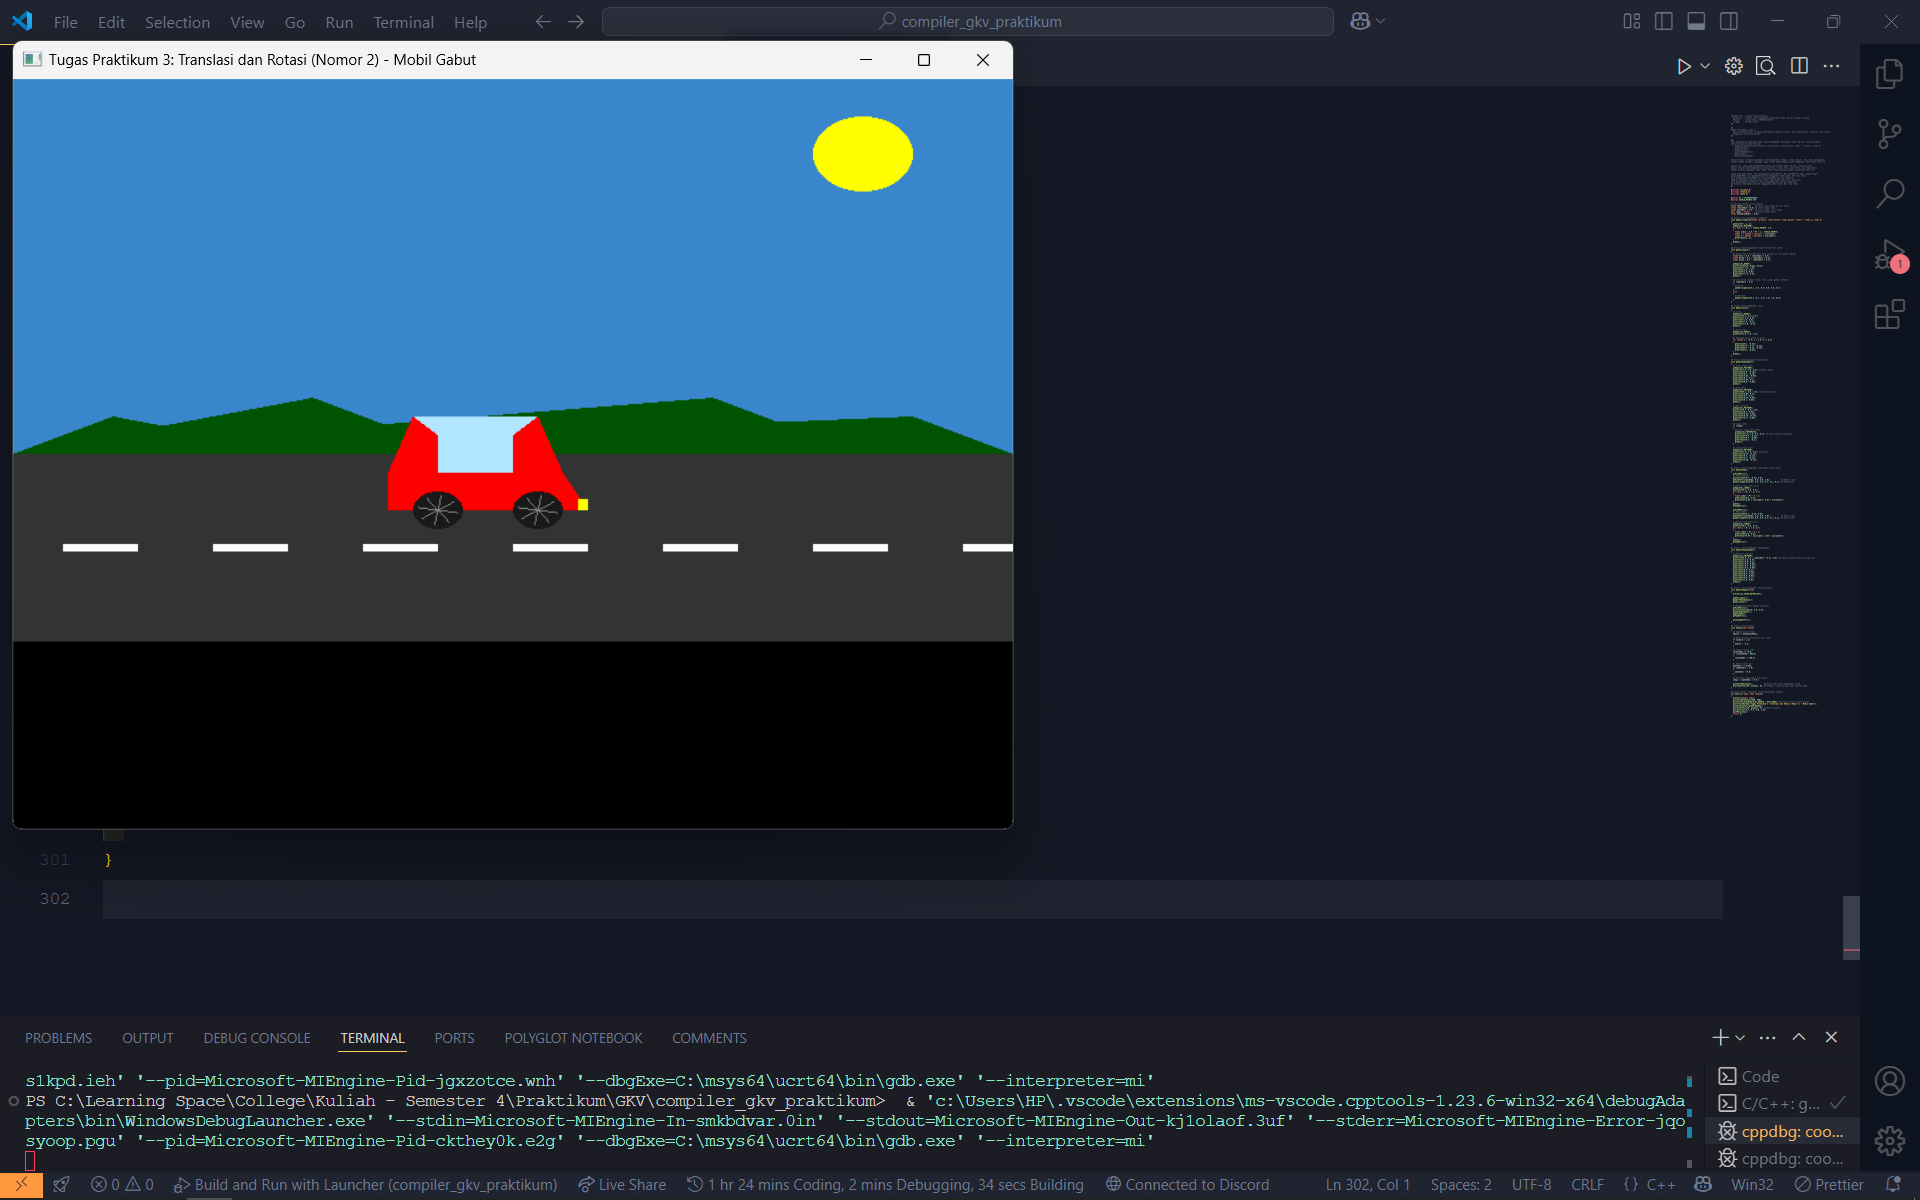 File Edit Selection View Go Run Terminal Help
compiler_gkv_praktikum
Tugas Praktikum 3: Translasi dan Rotasi (Nomor 2) - Mobil Gabut
1
301 }
302
PROBLEMS OUTPUT DEBUG CONSOLE TERMINAL PORTS POLYGLOT NOTEBOOK COMMENTS
s1kpd.ieh' '--pid=Microsoft-MIEngine-Pid-jgxzotce.wnh' '--dbgExe=C:\msys64\ucrt64\bin\gdb.exe' '--interpreter=mi'
PS C:\Learning Space\College\Kuliah - Semester 4\Praktikum\GKV\compiler_gkv_praktikum>  & 'c:\Users\HP\.vscode\extensions\ms-vscode.cpptools-1.23.6-win32-x64\debugAda
pters\bin\WindowsDebugLauncher.exe' '--stdin=Microsoft-MIEngine-In-smkbdvar.0in' '--stdout=Microsoft-MIEngine-Out-kj1olaof.3uf' '--stderr=Microsoft-MIEngine-Error-jqo
syoop.pgu' '--pid=Microsoft-MIEngine-Pid-ckthey0k.e2g' '--dbgExe=C:\msys64\ucrt64\bin\gdb.exe' '--interpreter=mi'
Code
C/C++: g...
cppdbg: coo...
cppdbg: coo...
0 0 Build and Run with Launcher (compiler_gkv_praktikum) Live Share 1 hr 24 mins Coding, 2 mins Debugging, 34 secs Building Connected to Discord Ln 302, Col 1 Spaces: 2 UTF-8 CRLF {} C++ Win32 Prettier